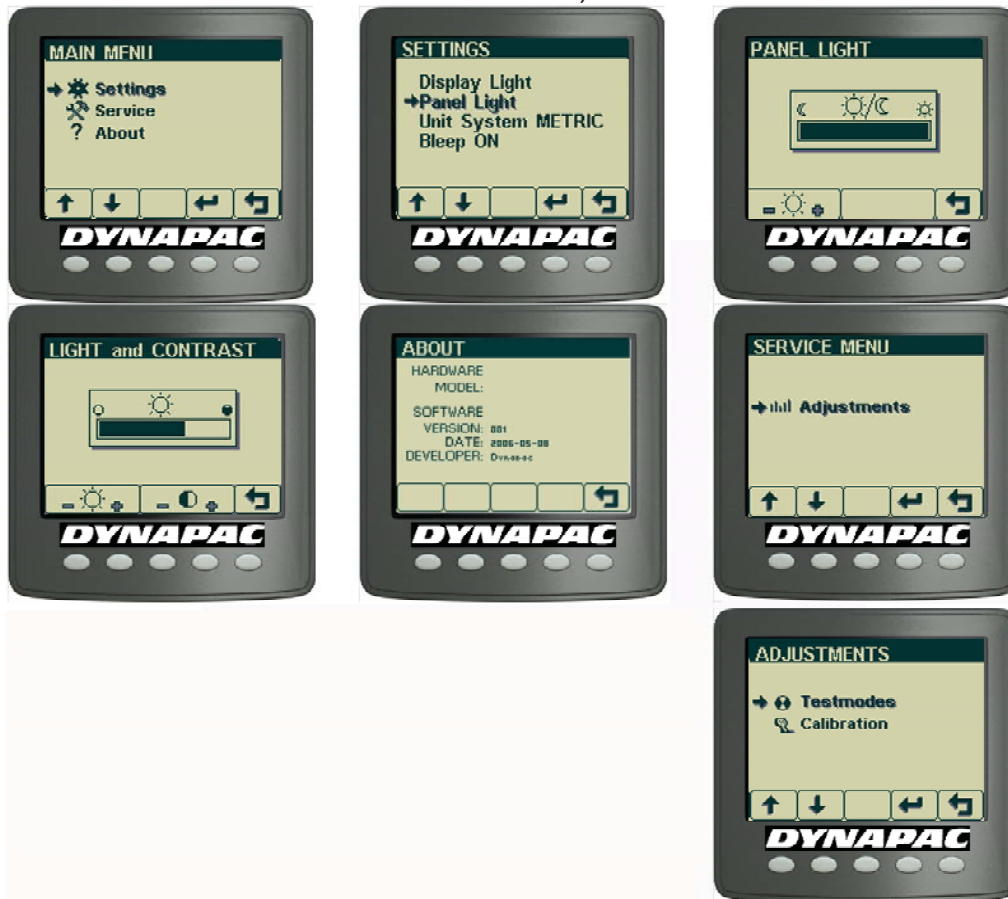 MAIN MENU
Settings
Service
? About
DYNAPAC
SETTINGS
Display Light
Panel Light
Unit System METRIC
Bleep ON
DYNAPAC
PANEL LIGHT
DYNAPAC
LIGHT and CONTRAST
DYNAPAC
ABOUT
HARDWARE
MODEL:
SOFTWARE
VERSION: 001
DATE: 2006-05-08
DEVELOPER: DYNAPAC
DYNAPAC
SERVICE MENU
Adjustments
DYNAPAC
ADJUSTMENTS
Testmodes
Calibration
DYNAPAC